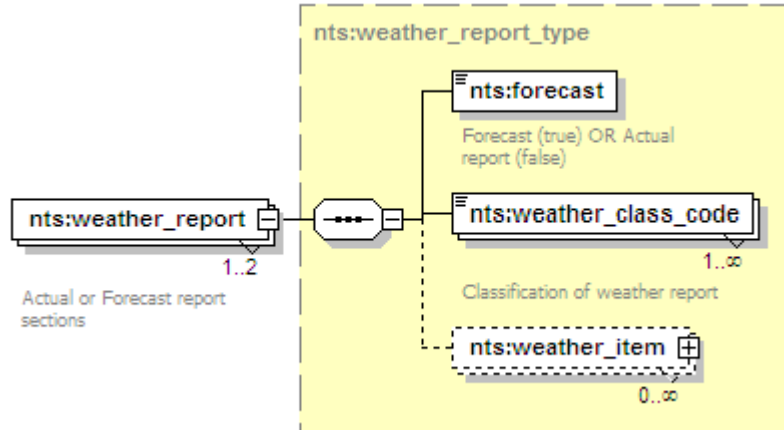 nts:weather_report_type
nts:forecast
Forecast (true) OR Actual
report (false)
nts:weather_report
1..2
Actual or Forecast report
sections
nts:weather_class_code
1..∞
Classification of weather report
nts:weather_item
0..∞